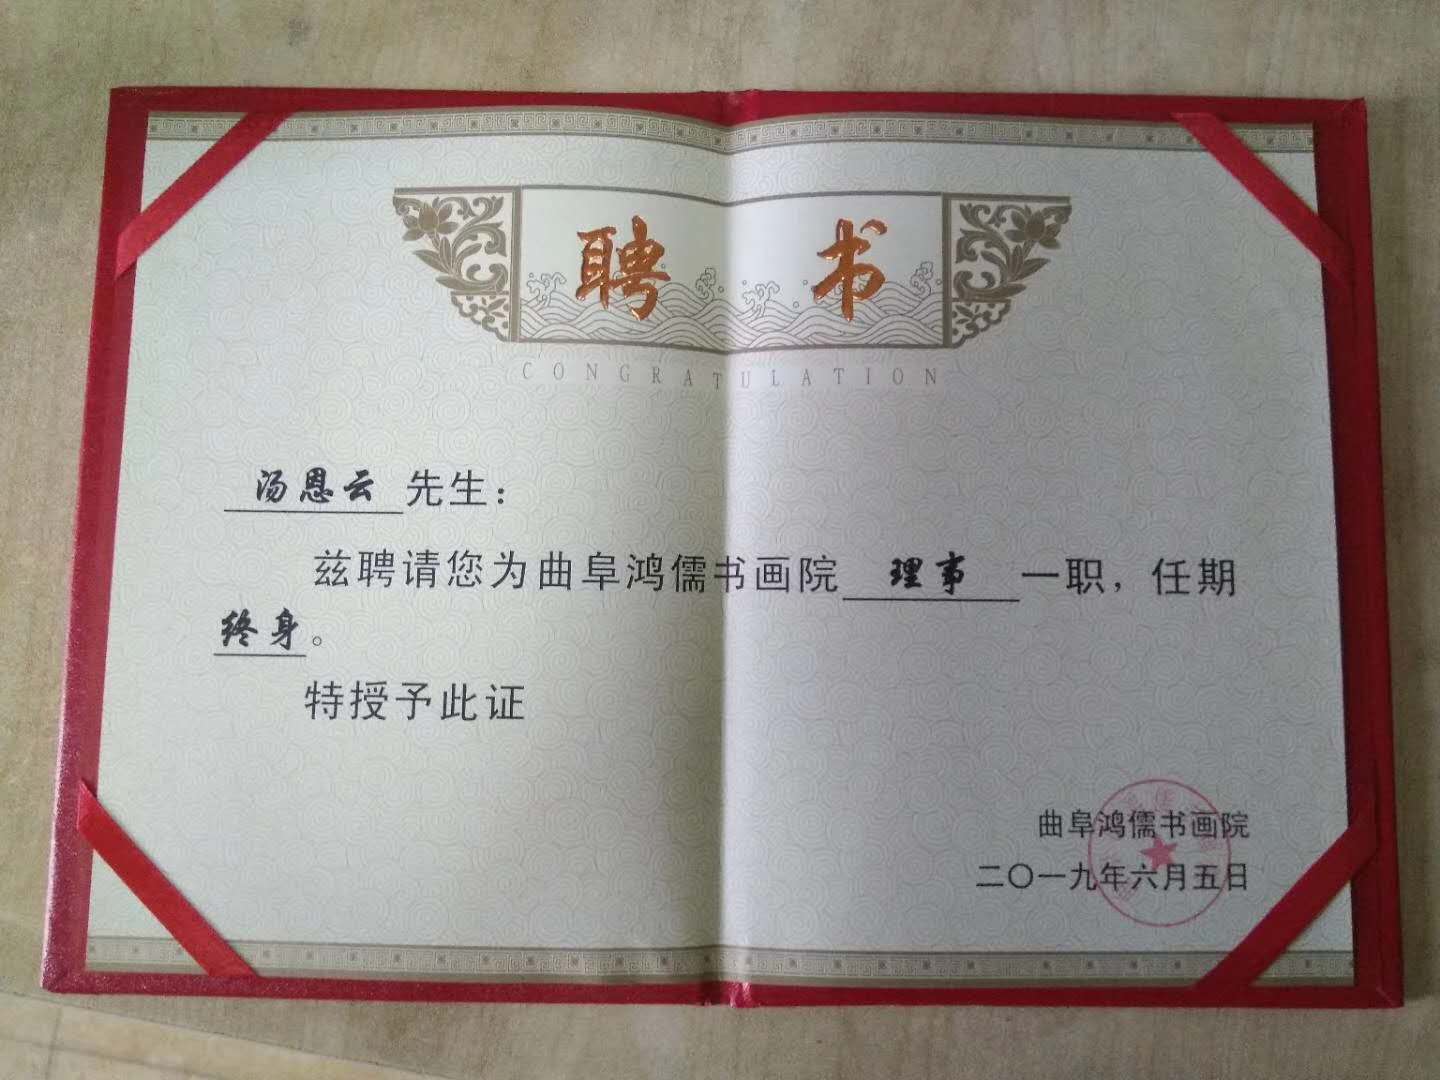 聘书
CONGRATULATION
汤恩云先生：
兹聘请您为曲阜鸿儒书画院理事一职，任期
终身。
特授予此证
曲阜鸿儒书画院
二〇一九年六月五日